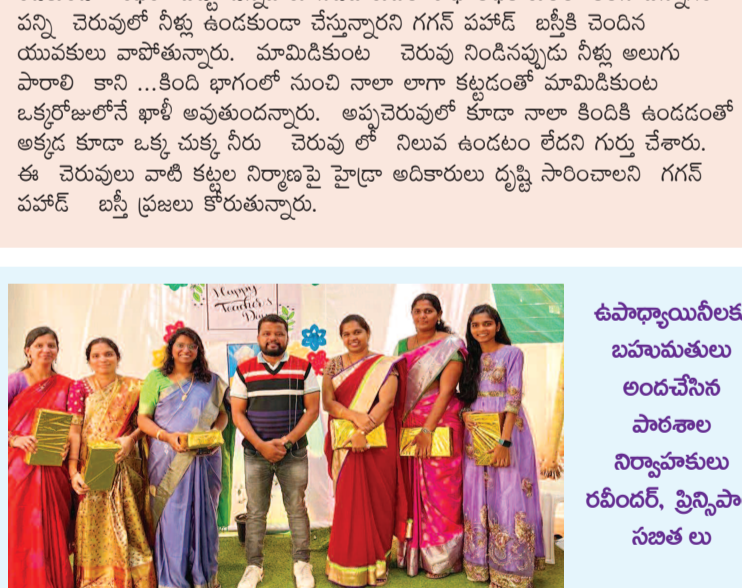 పన్ని చెరువులో నీళ్లు ఉండకుండా చేస్తున్నారని గగన్ పహాడ్ బస్తీకి చెందిన
యువకులు వాపోతున్నారు. మామిడికుంట చెరువు నిండినప్పుడు నీళ్లు అలుగు
పారాలి కాని ...కింది భాగంలో నుంచి నాలా లాగా కట్టడంతో మామిడికుంట
ఒక్కరోజులోనే ఖాళీ అవుతుందన్నారు. అప్పచెరువులో కూడా నాలా కిందికి ఉండడంతో
అక్కడ కూడా ఒక్క చుక్క నీరు చెరువు లో నిలువ ఉండటం లేదని గుర్తు చేశారు.
ఈ చెరువులు వాటి కట్టల నిర్మాణపై హైడ్రా అదికారులు దృష్టి సారించాలని గగన్
పహాడ్ బస్తీ ప్రజలు కోరుతున్నారు.
Happy
Teacher's
Day
ఉపాధ్యాయినీలకు
బహుమతులు
అందచేసిన
పాఠశాల
నిర్వాహకులు
రవీందర్, ప్రిన్సిపా
సబిత లు